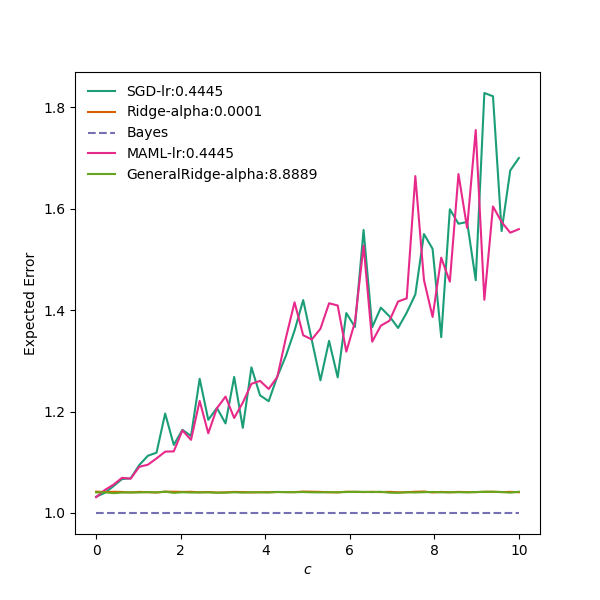 SGD-lr:0.4445
Ridge-alpha:0.0001
Bayes
MAML-lr:0.4445
GeneralRidge-alpha:8.8889
1.8
1.6
1.4
1.2
1.0
Expected Error
0 2 4 6 8 10
c